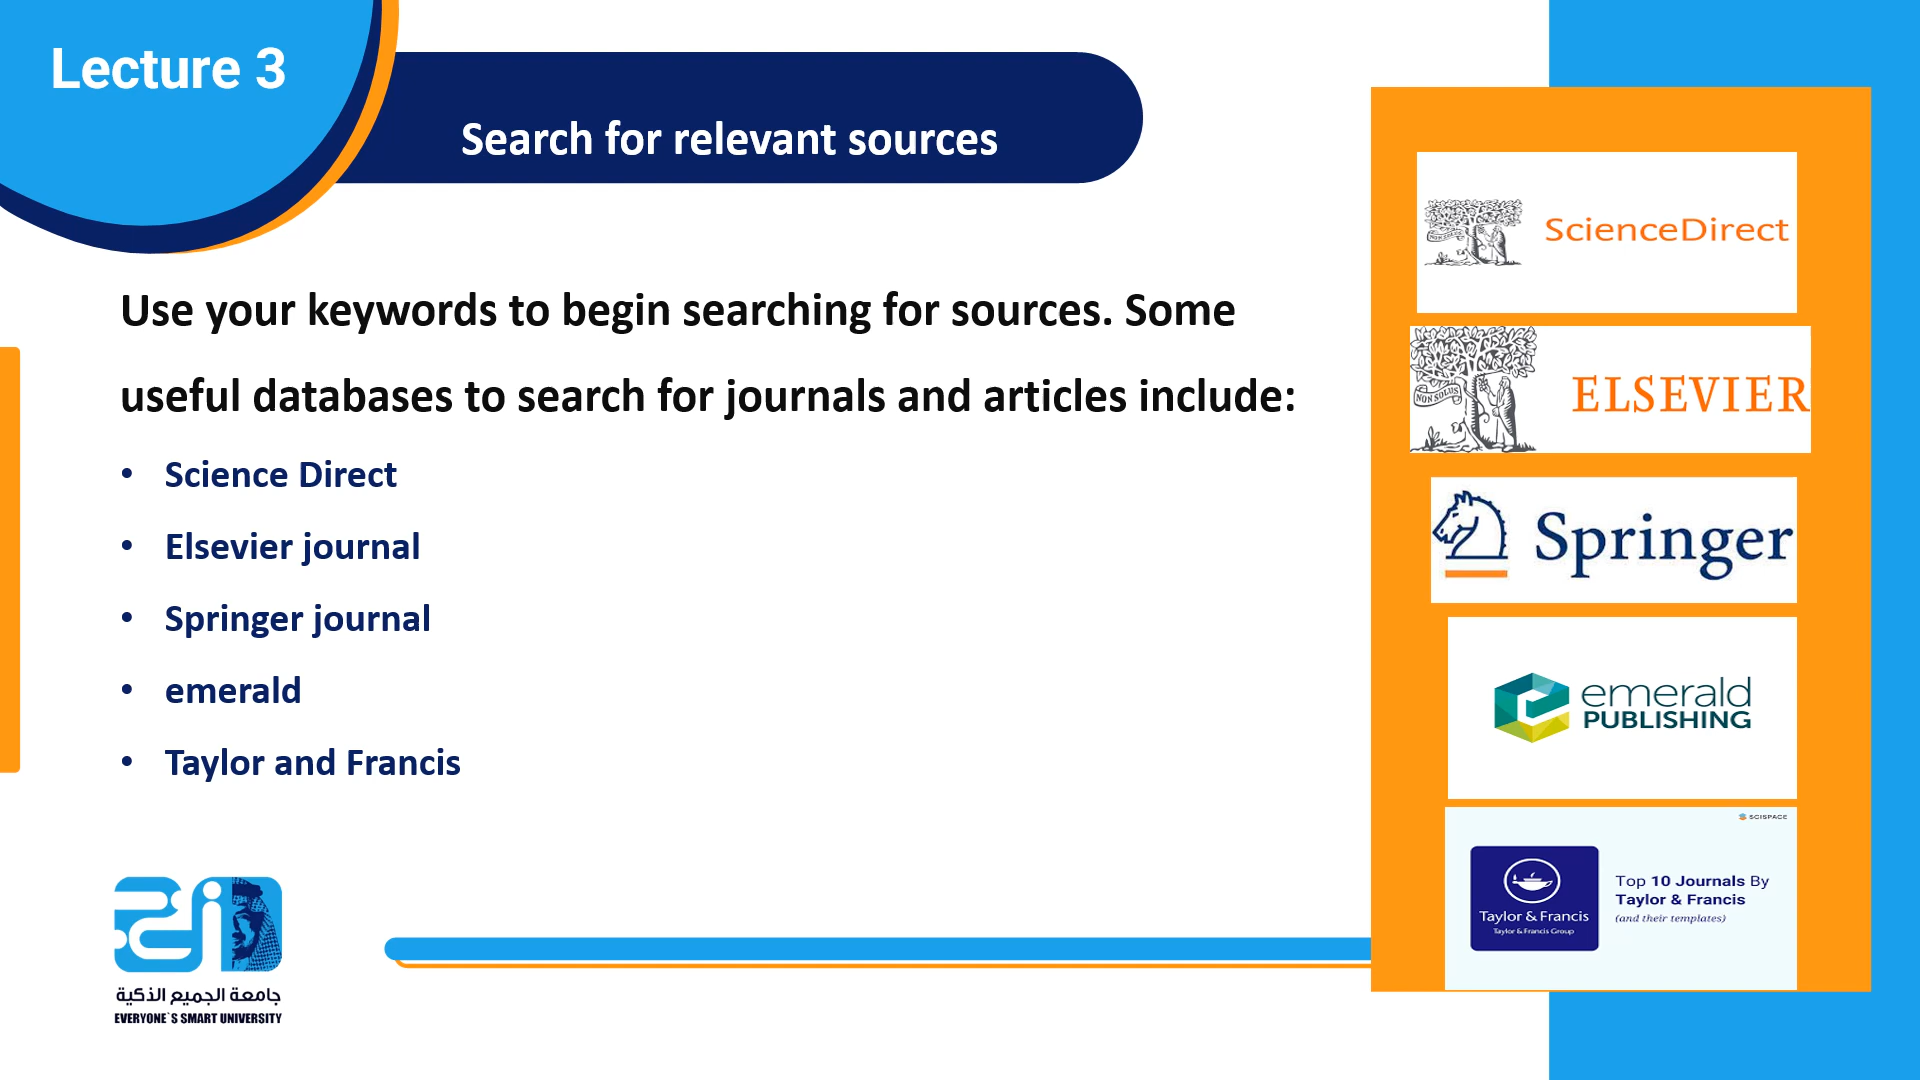 Lecture 3
Search for relevant sources
Use your keywords to begin searching for sources. Some
useful databases to search for journals and articles include:
• Science Direct
• Elsevier journal
• Springer journal
• emerald
• Taylor and Francis
ScienceDirect
NON SOLUS
ELSEVIER
Springer
emerald
PUBLISHING
SCISPACE
Taylor & Francis
Taylor & Francis Group
Top 10 Journals By
Taylor & Francis
(and their templates)
جامعة الجميع الذكية
EVERYONE`S SMART UNIVERSITY